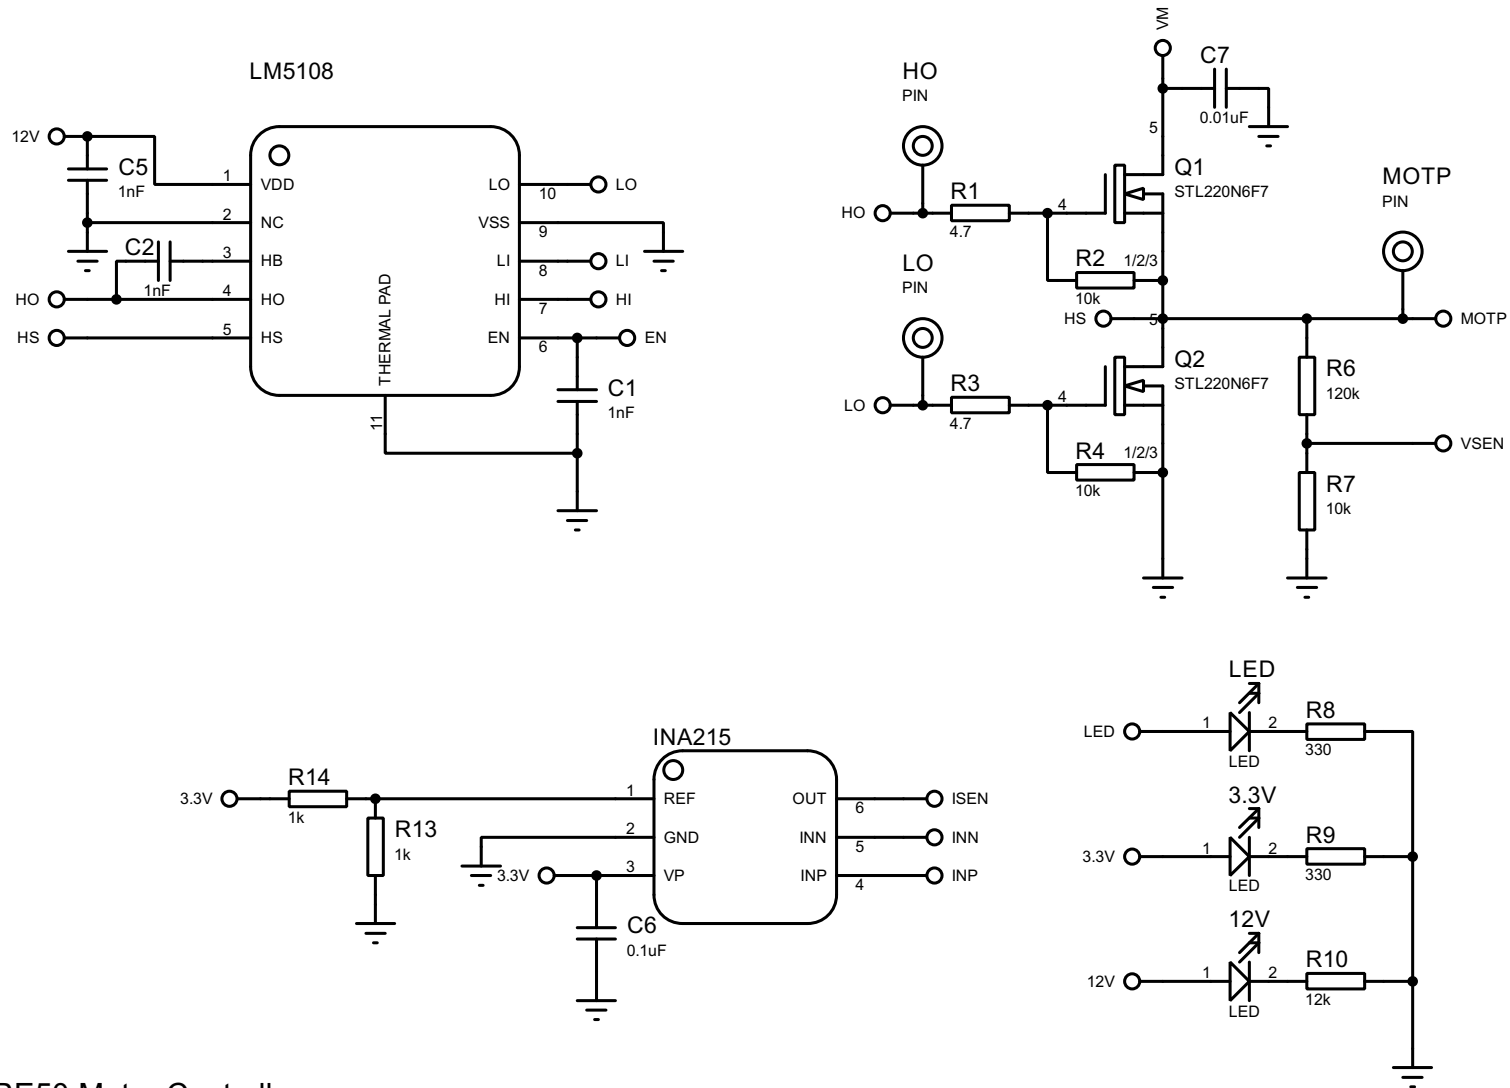 LM5108
12V
C5
1nF
1
VDD
2
NC
C2
1nF
3
HB
HO
4
HO
HS
5
HS
THERMAL PAD
11
LO
10
LO
VSS
9
LI
8
LI
HI
7
HI
EN
6
EN
C1
1nF
VM
C7
0.01uF
HO
PIN
5
Q1
STL220N6F7
HO
R1
4.7
4
R2
10k
1/2/3
MOTP
PIN
LO
PIN
HS
5
MOTP
Q2
STL220N6F7
LO
R3
4.7
4
R4
10k
1/2/3
R6
120k
VSEN
R7
10k
INA215
3.3V
R14
1k
R13
1k
1
REF
2
GND
3.3V
3
VP
C6
0.1uF
OUT
6
ISEN
INN
5
INN
INP
4
INP
LED
LED
1
2
LED
R8
330
3.3V
3.3V
1
2
LED
R9
330
12V
12V
1
2
LED
R10
12k